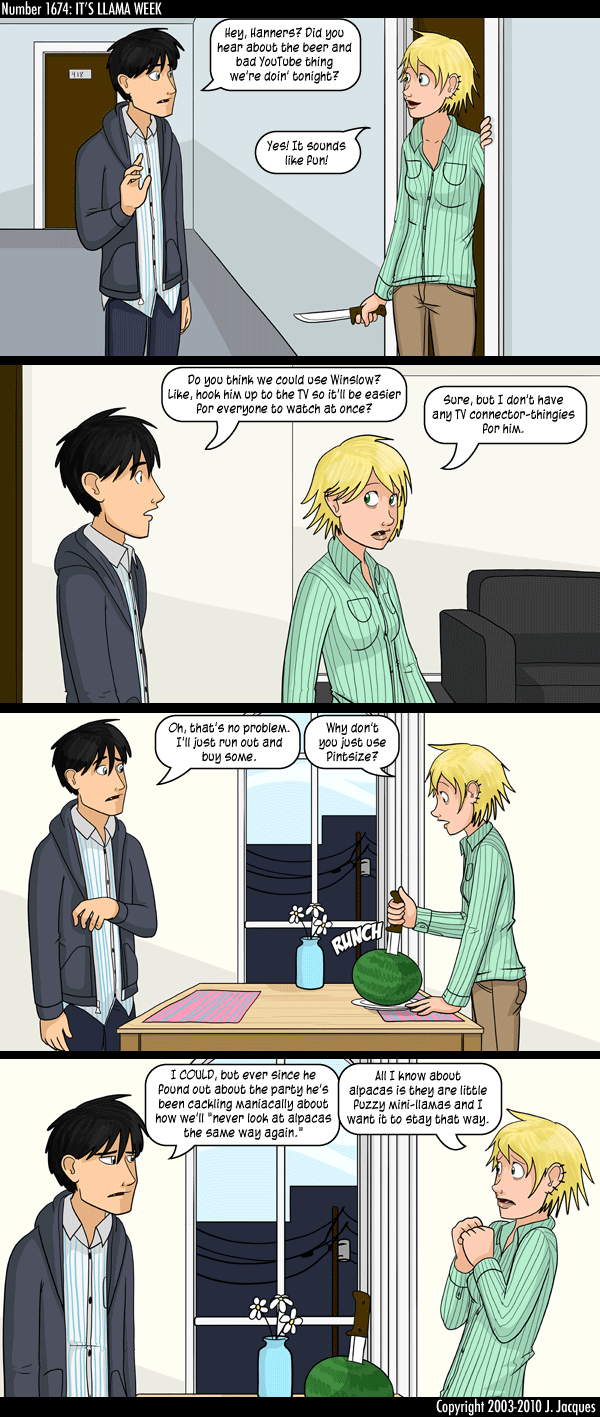 Number 1674: IT'S LLAMA WEEK
Hey, Hanners? Did you
hear about the beer and
bad YouTube thing
we're doin' tonight?
418
Yes! It sounds
like fun!
Do you think we could use Winslow?
Like, hook him up to the TV so it'll be easier
for everyone to watch at once?
Sure, but I don't have
any TV connector-thingies
for him.
Oh, that's no problem.
I'll just run out and
buy some.
Why don't
you just use
Pintsize?
RUNCH
I COULD, but ever since he
found out about the party he's
been cackling maniacally about
how we'll "never look at alpacas
the same way again."
All I know about
alpacas is they are little
fuzzy mini-llamas and I
want it to stay that way.
Copyright 2003-2010 J. Jacques